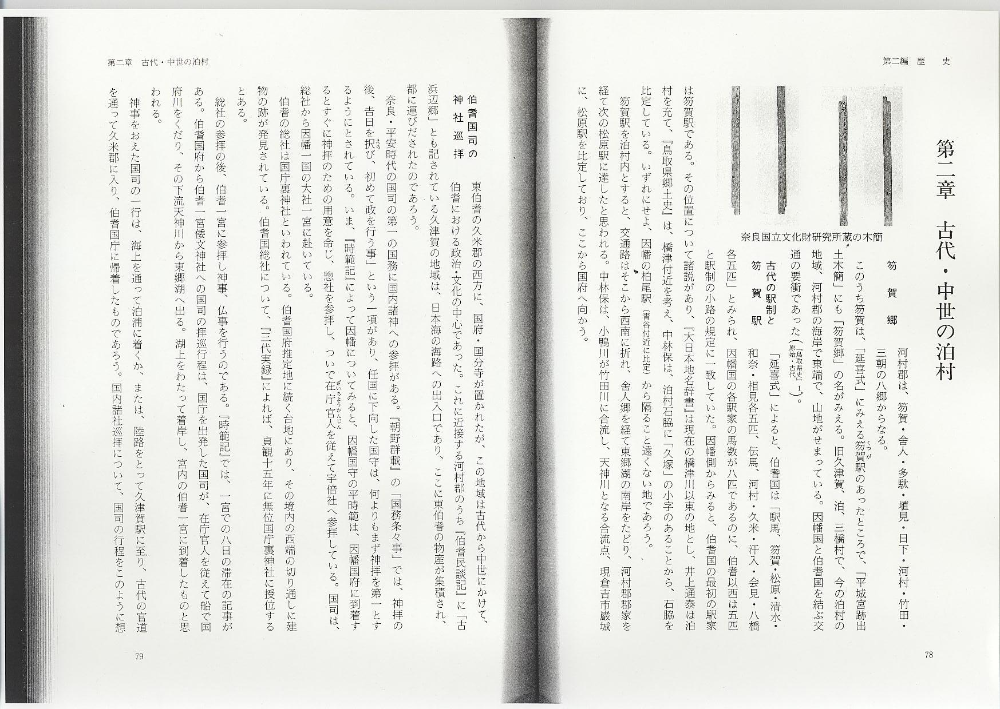 第二編　歴　　史
第二章　古代・中世の泊村
奈良国立文化財研究所蔵の木簡
笏賀郷
河村郡は、笏賀・舎人・多駄・埴見・日下・河村・竹田・
三朝の八郷からなる。
このうち笏賀は、「延喜式」にみえる笏賀駅のあったところで、「平城宮跡出
くつが
土木簡」にも「笏賀郷」の名がみえる。旧久津賀、泊、三橋村で、今の泊村の
地域、河村郡の海岸で東端で、山地がせまっている。因幡国と伯耆国を結ぶ交
通の要衝であった（『鳥取県史』1原始・古代）。
古代の駅制と
笏賀駅
「延喜式」によると、伯耆国は「駅馬、笏賀・松原・清水・
和奈・相見各五匹、伝馬、河村・久米・汗入・会見・八橋
各五匹」とみられ、因幡国の各駅家の馬数が八匹であるのに、伯耆以西は五匹
と駅制の小路の規定に一致していた。因幡側からみると、伯耆国の最初の駅家
は笏賀駅である。その位置について諸説があり、『大日本地名辞書』は現在の橋津川以東の地とし、井上通泰は泊
村を充て、『鳥取県郷土史』は、橋津付近を考え、中林保は、泊村石脇に「久塚」の小字のあることから、石脇を
比定している。いずれにせよ、因幡の柏尾駅（青谷付近に比定）から隔ること遠くない地であろう。
笏賀駅を泊村内とすると、交通路はそこから西南に折れ、舎人郷を経て東郷湖の南岸をたどり、河村郡郡家を
経て次の松原駅に達したと思われる。中林保は、小鴨川が竹田川に合流し、天神川となる合流点、現倉吉市巌城
に、松原駅を比定しており、ここから国府へ向かう。
78
第二章　古代・中世の泊村
伯耆国司の
神社巡拝
東伯耆の久米郡の西方に、国府・国分寺が置かれたが、この地域は古代から中世にかけて、
伯耆における政治・文化の中心であった。これに近接する河村郡のうち『伯耆民談記』に「古
浜辺郷」とも記されている久津賀の地域は、日本海の海路への出入口であり、ここに東伯耆の物産が集積され、
都に運びだされたのであろう。
奈良・平安時代の国司の第一の国務に国内諸神への参拝がある。『朝野群載』の「国務条々事」では、神拝の
後、吉日を択び、初めて政を行う事」という一項があり、任国に下向した国守は、何よりもまず神拝を第一とす
えら
るようにとされている。いま、『時範記』によって因幡についてみると、因幡国守の平時範は、因幡国府に到着す
るとすぐに神拝のための用意を命じ、惣社を参拝し、ついで在庁官人を従えて宇倍社へ参拝している。国司は、
ざいちょうかんじん
総社から因幡一国の大社一宮に赴いている。
伯耆の総社は国庁裏神社といわれている。伯耆国府推定地に続く台地にあり、その境内の西端の切り通しに建
物の跡が発見されている。伯耆国総社について、『三代実録』によれば、貞観十五年に無位国庁裏神社に授位する
とある。
総社の参拝の後、伯耆一宮に参拝し神事、仏事を行うのである。『時範記』では、一宮での八日の滞在の記事が
ある。伯耆国府から伯耆一宮倭文神社への国司の拝巡行程は、国庁を出発した国司が、在庁官人を従えて船で国
府川をくだり、その下流天神川から東郷湖へ出る。湖上をわたって着岸し、宮内の伯耆一宮に到着したものと思
われる。
神事をおえた国司の一行は、海上を通って泊浦に着くか、または、陸路をとって久津賀駅に至り、古代の官道
を通って久米郡に入り、伯耆国庁に帰着したものであろう。国内諸社巡拝について、国司の行程をこのように想
79